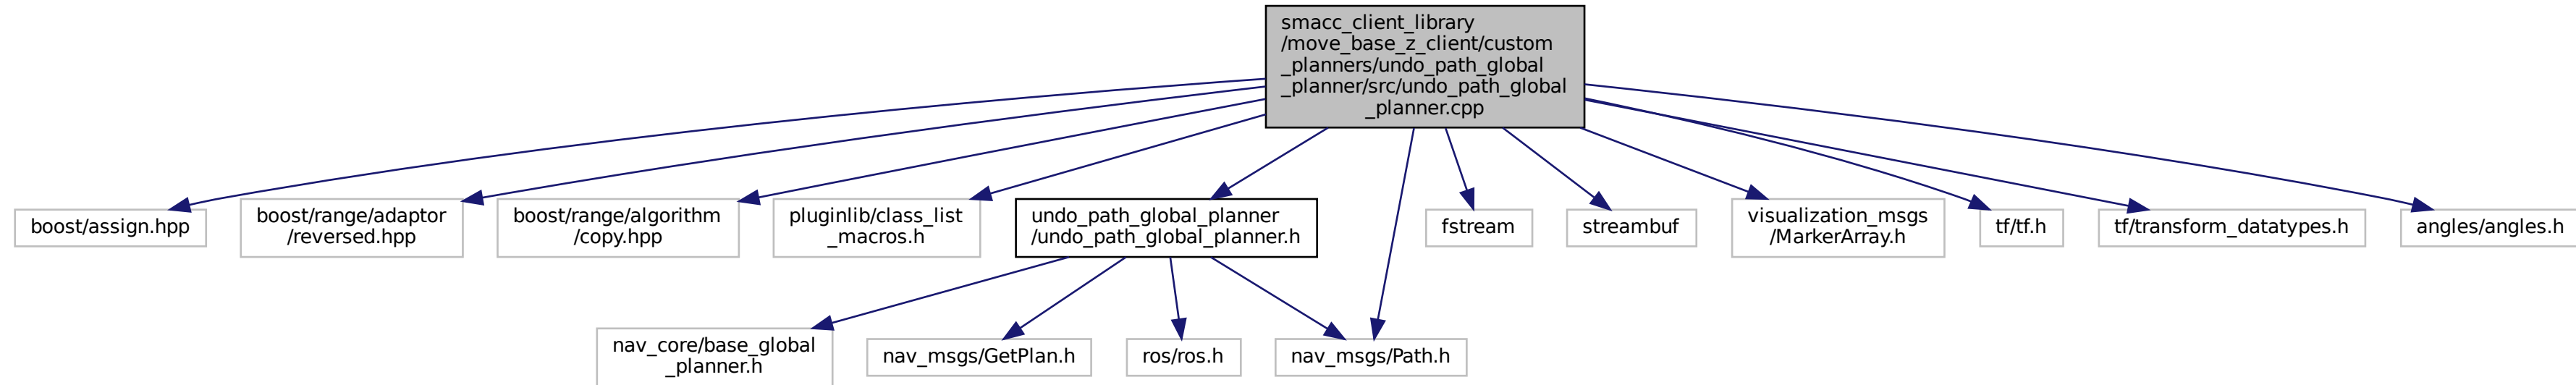 smacc_client_library
/move_base_z_client/custom
_planners/undo_path_global
_planner/src/undo_path_global
_planner.cpp
boost/assign.hpp
boost/range/adaptor
/reversed.hpp
boost/range/algorithm
/copy.hpp
pluginlib/class_list
_macros.h
undo_path_global_planner
/undo_path_global_planner.h
fstream
streambuf
visualization_msgs
/MarkerArray.h
tf/tf.h
tf/transform_datatypes.h
angles/angles.h
nav_core/base_global
_planner.h
nav_msgs/GetPlan.h
ros/ros.h
nav_msgs/Path.h